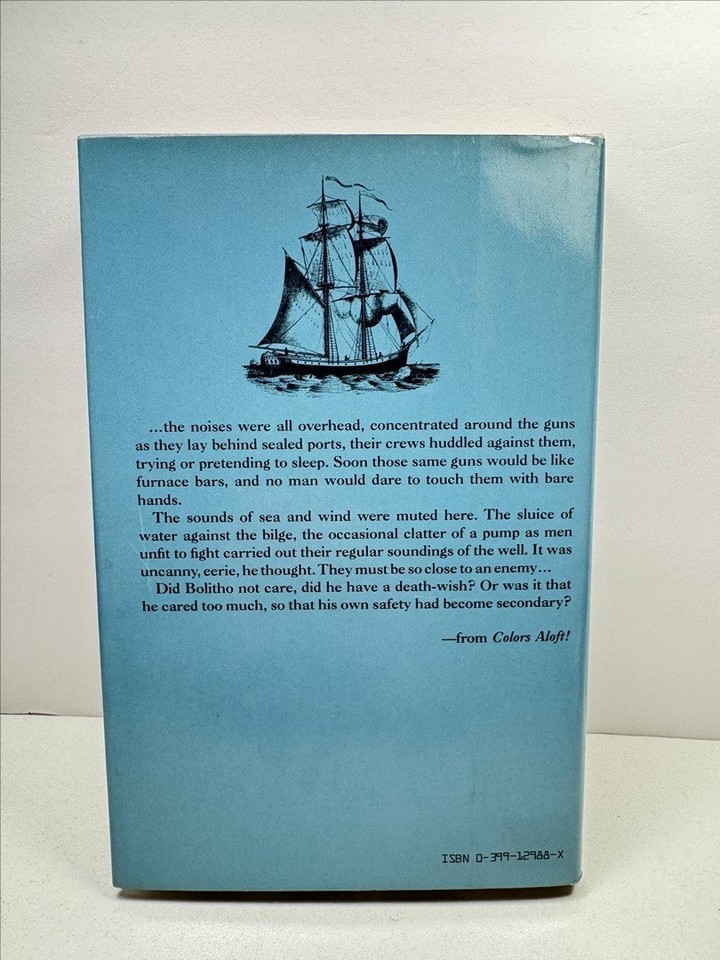 ...the noises were all overhead, concentrated around the guns
as they lay behind sealed ports, their crews huddled against them,
trying or pretending to sleep. Soon those same guns would be like
furnace bars, and no man would dare to touch them with bare
hands.
The sounds of sea and wind were muted here. The sluice of
water against the bilge, the occasional clatter of a pump as men
unfit to fight carried out their regular soundings of the well. It was
uncanny, eerie, he thought. They must be so close to an enemy...
Did Bolitho not care, did he have a death-wish? Or was it that
he cared too much, so that his own safety had become secondary?
—from Colors Aloft!
ISBN 0-399-12988-X